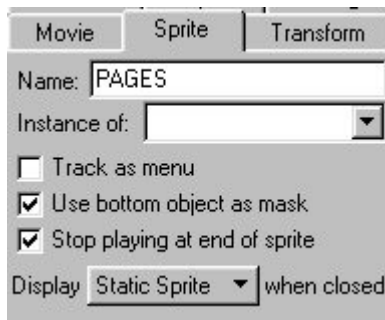 Movie Sprite Transform
Name: PAGES
Instance of:
Track as menu
Use bottom object as mask
Stop playing at end of sprite
Display Static Sprite when closed